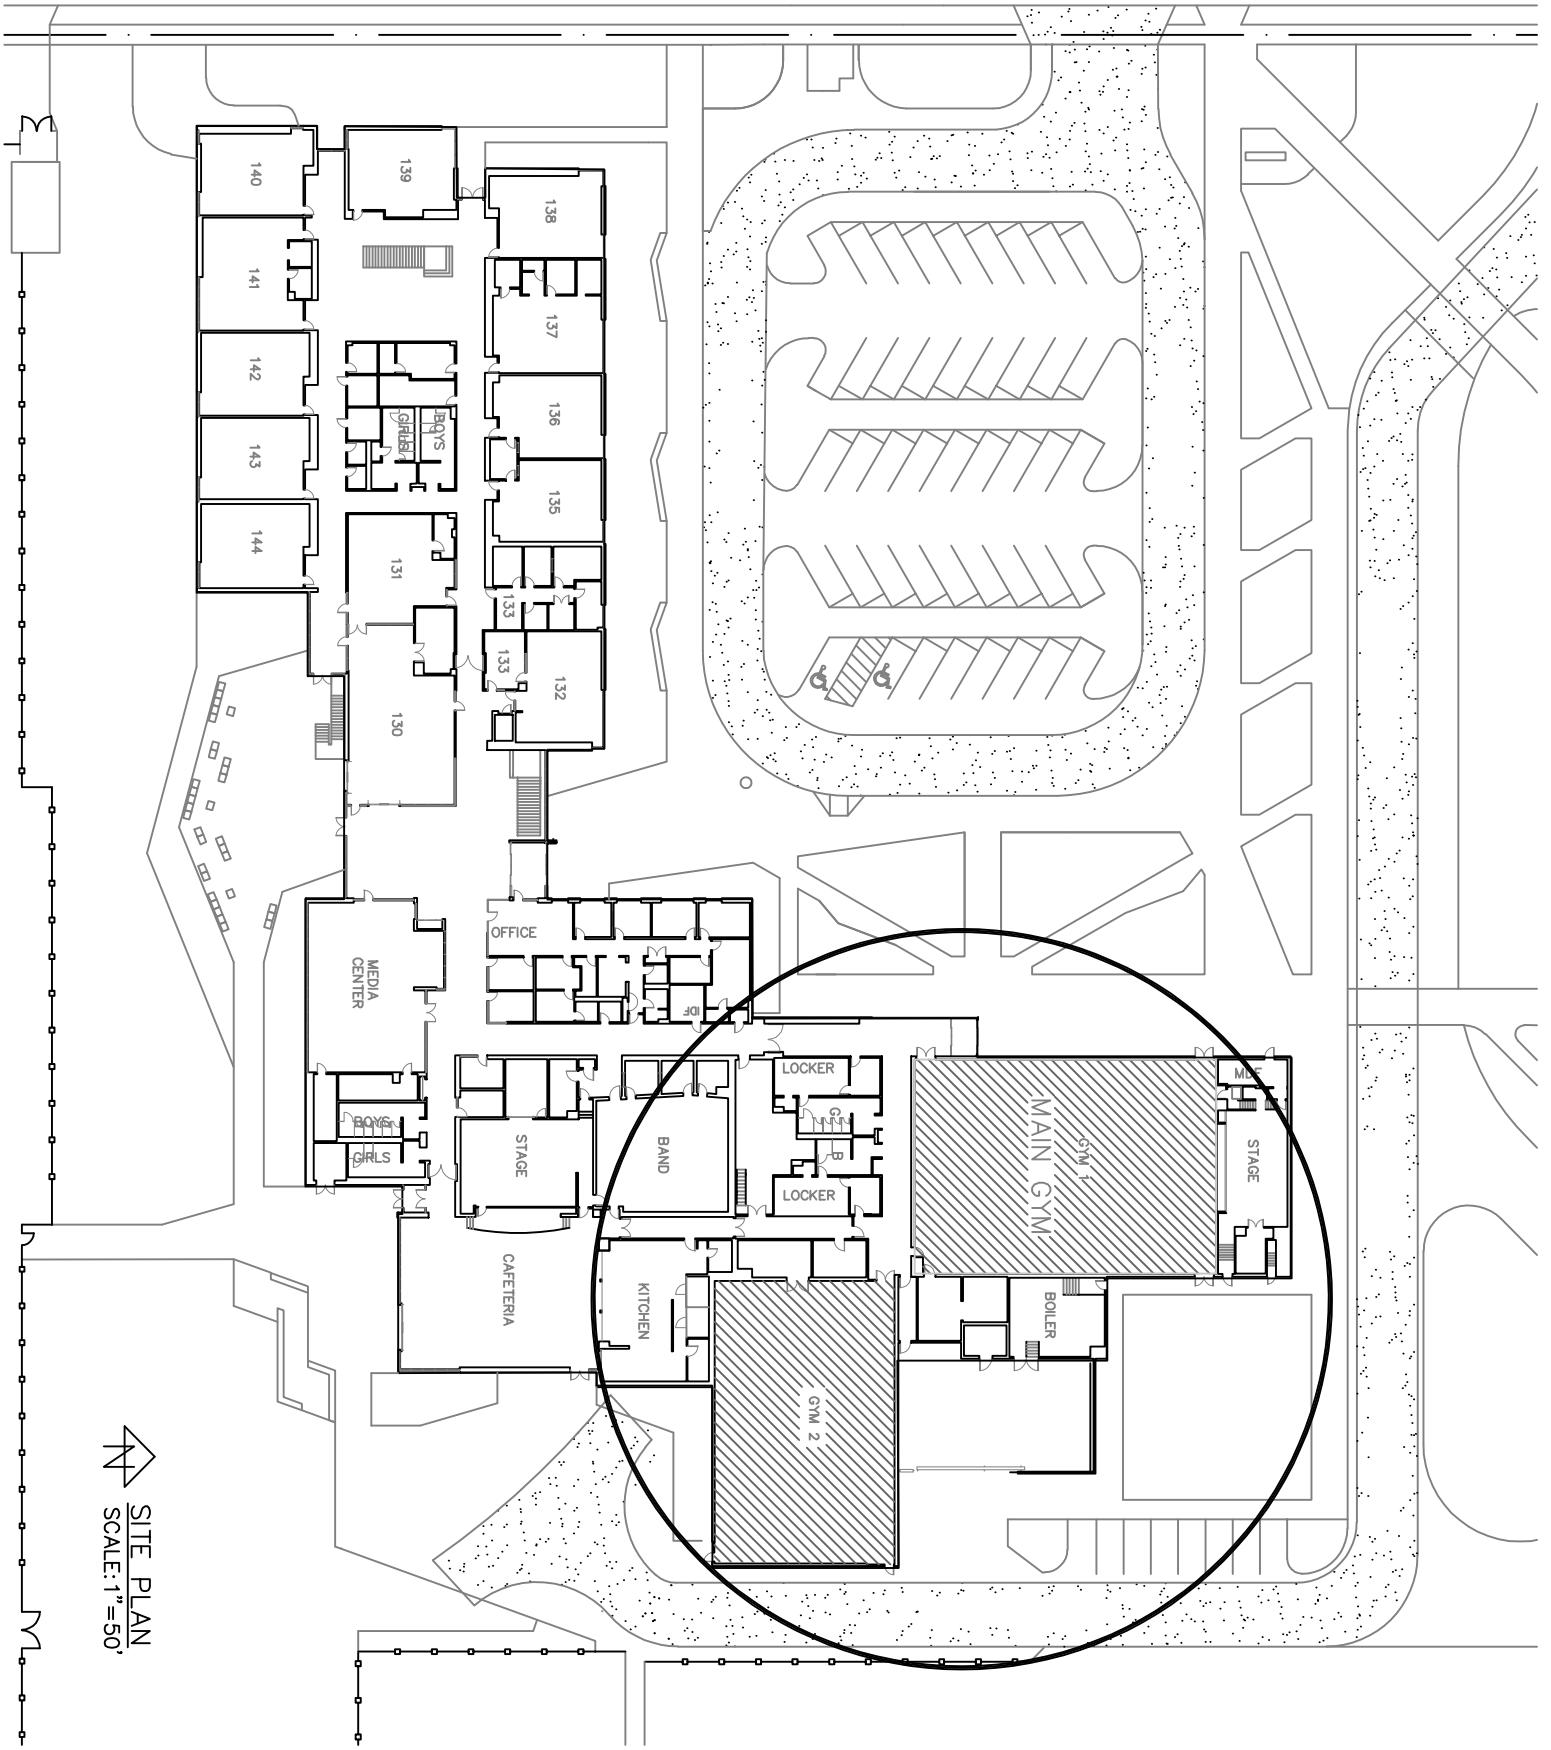 140
139
138
141
137
142
136
GIRLS
BOYS
143
135
144
131
133
133
132
130
OFFICE
MEDIA
CENTER
IDF
LOCKER
MDF
BOYS
GIRLS
STAGE
BAND
G
B
LOCKER
GYM 1
MAIN GYM
STAGE
CAFETERIA
KITCHEN
BOILER
GYM 2
SITE PLAN
SCALE:1"=50'